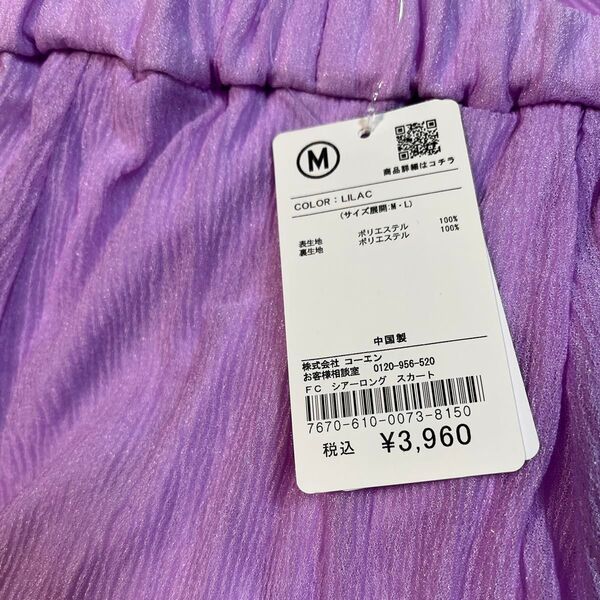 M
商品詳細はコチラ
COLOR：LILAC
(サイズ展開:M・L)
表生地 ポリエステル 100%
裏生地 ポリエステル 100%
中国製
株式会社 コーエン
お客様相談室 0120-956-520
ＦＣ シアーロング スカート
7670-610-0073-8150
税込 ¥3,960